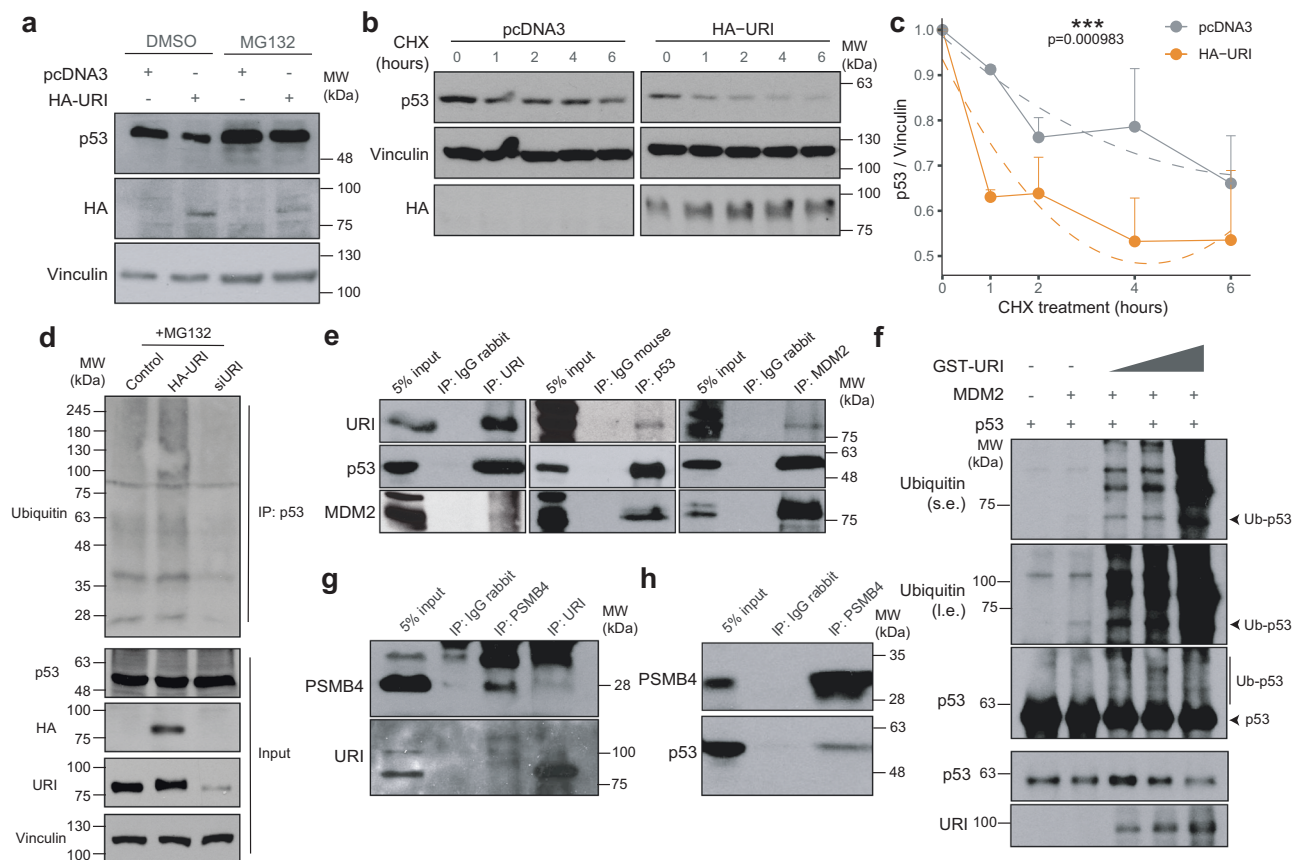 a
DMSO MG132
pcDNA3 + - + -
HA-URI - + - +
MW
(kDa)
p53
48
HA
100
75
Vinculin
130
100
b
CHX
(hours)
pcDNA3 HA−URI
0 1 2 4 6 0 1 2 4 6
MW
(kDa)
p53
63
Vinculin
130
100
HA
100
75
c
***
p=0.000983
pcDNA3
HA−URI
p53 / Vinculin
1.0
0.9
0.8
0.7
0.6
0.5
0 1 2 4 6
CHX treatment (hours)
d
+MG132
MW
(kDa)
Control HA-URI siURI
245
180
130
100
75
63
48
35
28
Ubiquitin
IP: p53
p53
63
48
HA
100
75
URI
100
75
Vinculin
130
100
Input
e
5% input IP: IgG rabbit IP: URI 5% input IP: IgG mouse IP: p53 5% input IP: IgG rabbit IP: MDM2
MW
(kDa)
URI
75
p53
63
48
MDM2
75
f
GST-URI - -
MDM2 - + + + +
p53 + + + + +
MW
(kDa)
Ubiquitin
(s.e.)
75
Ub-p53
Ubiquitin
(l.e.)
100
75
Ub-p53
p53
63
Ub-p53
p53
p53 63
URI 100
g
5% input IP: IgG rabbit IP: PSMB4 IP: URI
MW
(kDa)
PSMB4
28
URI
100
75
h
5% input IP: IgG rabbit IP: PSMB4
MW
(kDa)
PSMB4
35
28
p53
63
48